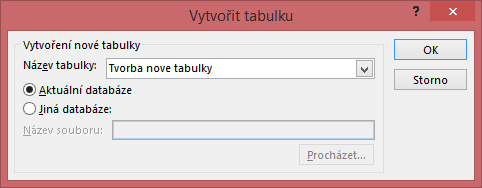 Vytvořit tabulku
Vytvoření nové tabulky
Název tabulky: Tvorba nove tabulky
Aktuální databáze
Jiná databáze:
Název souboru:
Procházet...
OK
Storno